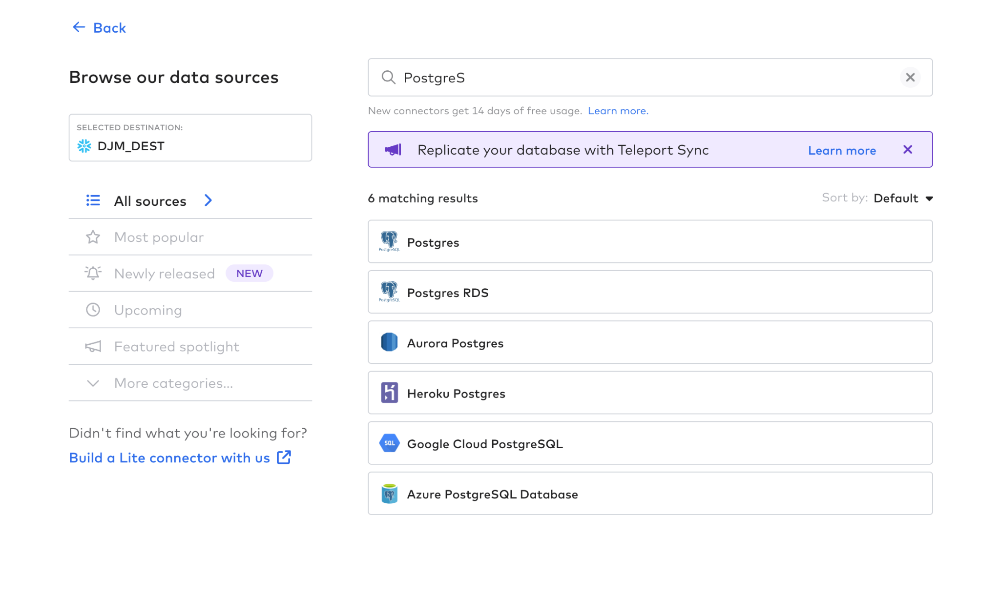 Back
Browse our data sources
SELECTED DESTINATION:
DJM_DEST
All sources
Most popular
Newly released NEW
Upcoming
Featured spotlight
More categories...
Didn't find what you're looking for?
Build a Lite connector with us
PostgreS
New connectors get 14 days of free usage. Learn more.
Replicate your database with Teleport Sync Learn more
6 matching results Sort by: Default
PostgreSQL Postgres
PostgreSQL Postgres RDS
Aurora Postgres
Heroku Postgres
SQL Google Cloud PostgreSQL
Azure PostgreSQL Database